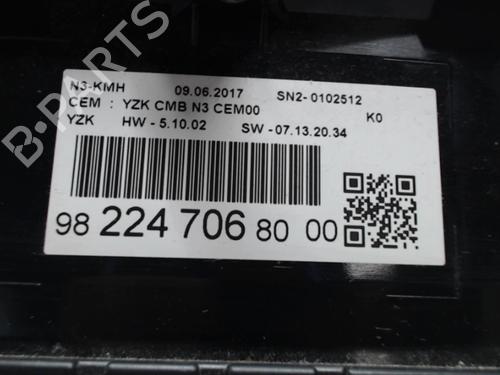 B-PARTS
N3-KMH 09.06.2017 SN2- 0102512
CEM : YZK CMB N3 CEM00 K0
YZK HW - 5.10.02 SW - 07.13.20.34
98 224 706 80 00